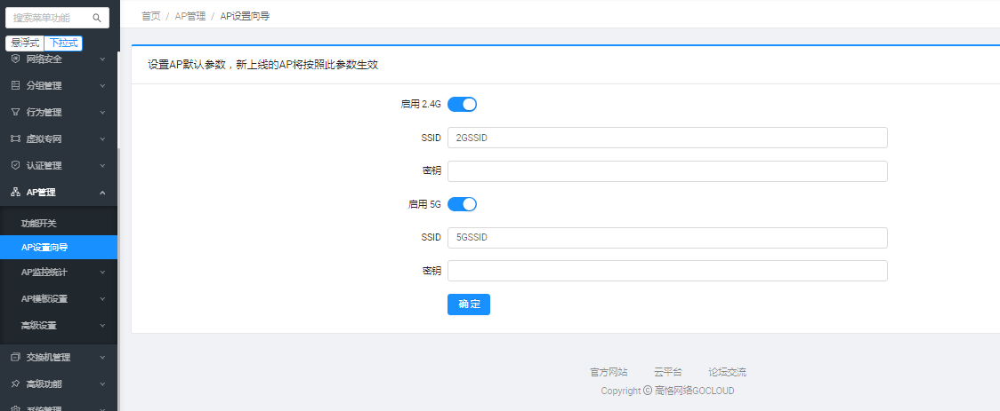 搜索菜单功能
悬浮式 下拉式
网络安全
分组管理
行为管理
虚拟专网
认证管理
AP管理
功能开关
AP设置向导
AP监控统计
AP模板设置
高级设置
交换机管理
高级功能
系统管理
首页 / AP管理 / AP设置向导
设置AP默认参数，新上线的AP将按照此参数生效
启用 2.4G
SSID 2GSSID
密钥
启用 5G
SSID 5GSSID
密钥
确 定
官方网站 云平台 论坛交流
Copyright © 高恪网络GOCLOUD